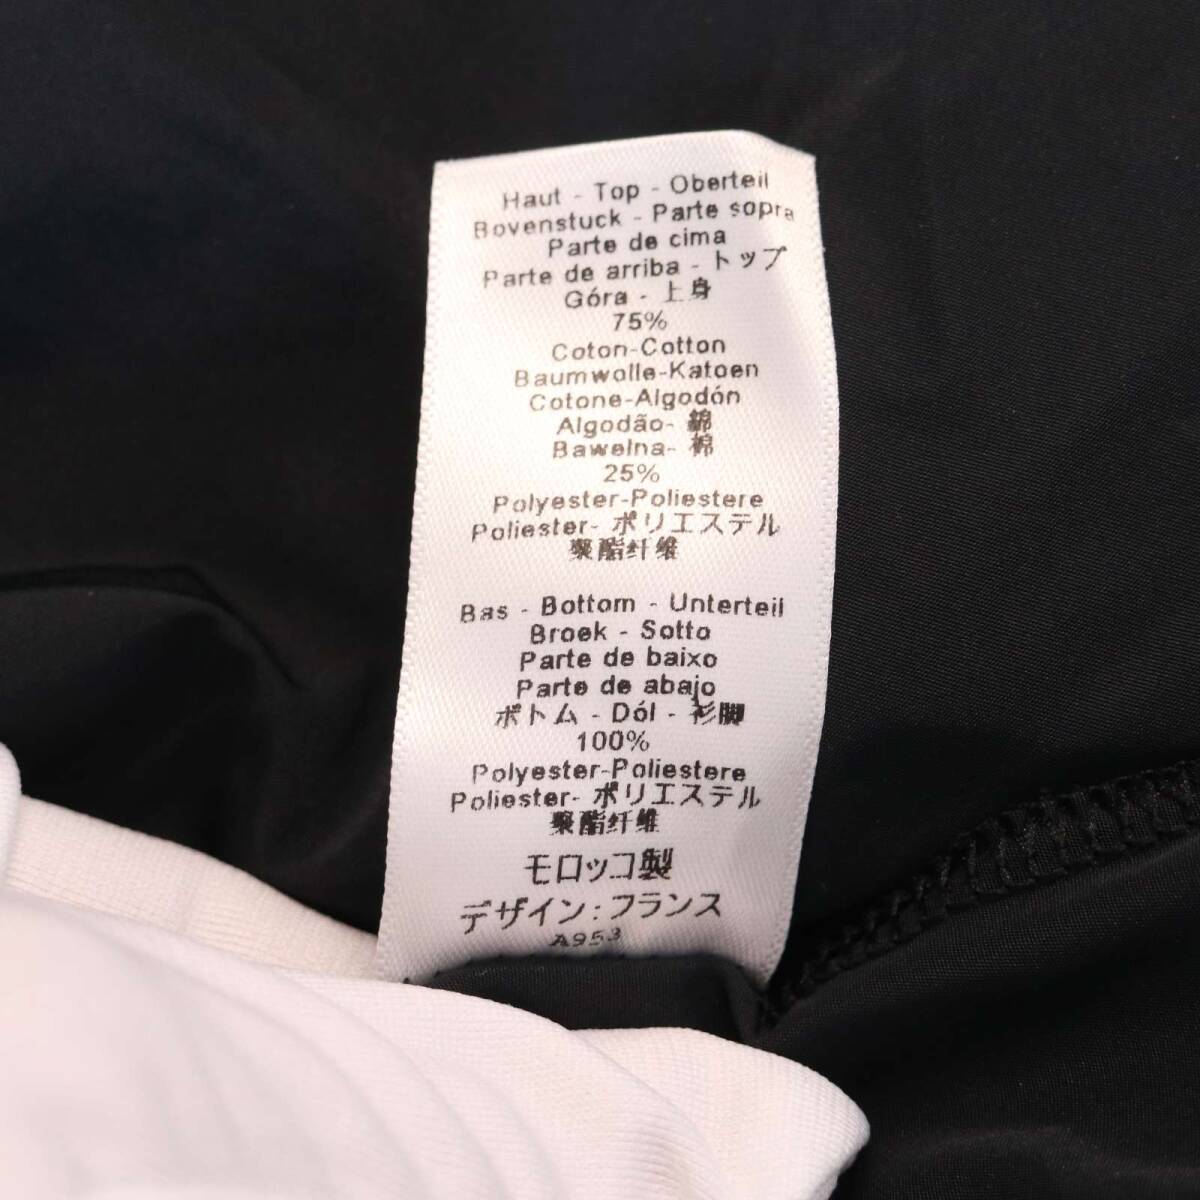 Haut - Top - Oberteil
Bovenstuck - Parte sopra
Parte de cima
Parte de arriba - トップ
Góra - 上身
75%
Coton-Cotton
Baumwolle-Katoen
Cotone-Algodón
Algodão- 綿
Bawelna- 棉
25%
Polyester-Poliestere
Poliester- ポリエステル
聚酯纤维
Bas - Bottom - Unterteil
Broek - Sotto
Parte de baixo
Parte de abajo
ボトム - Dól - 衫脚
100%
Polyester-Poliestere
Poliester- ポリエステル
聚酯纤维
モロッコ製
デザイン:フランス
A953